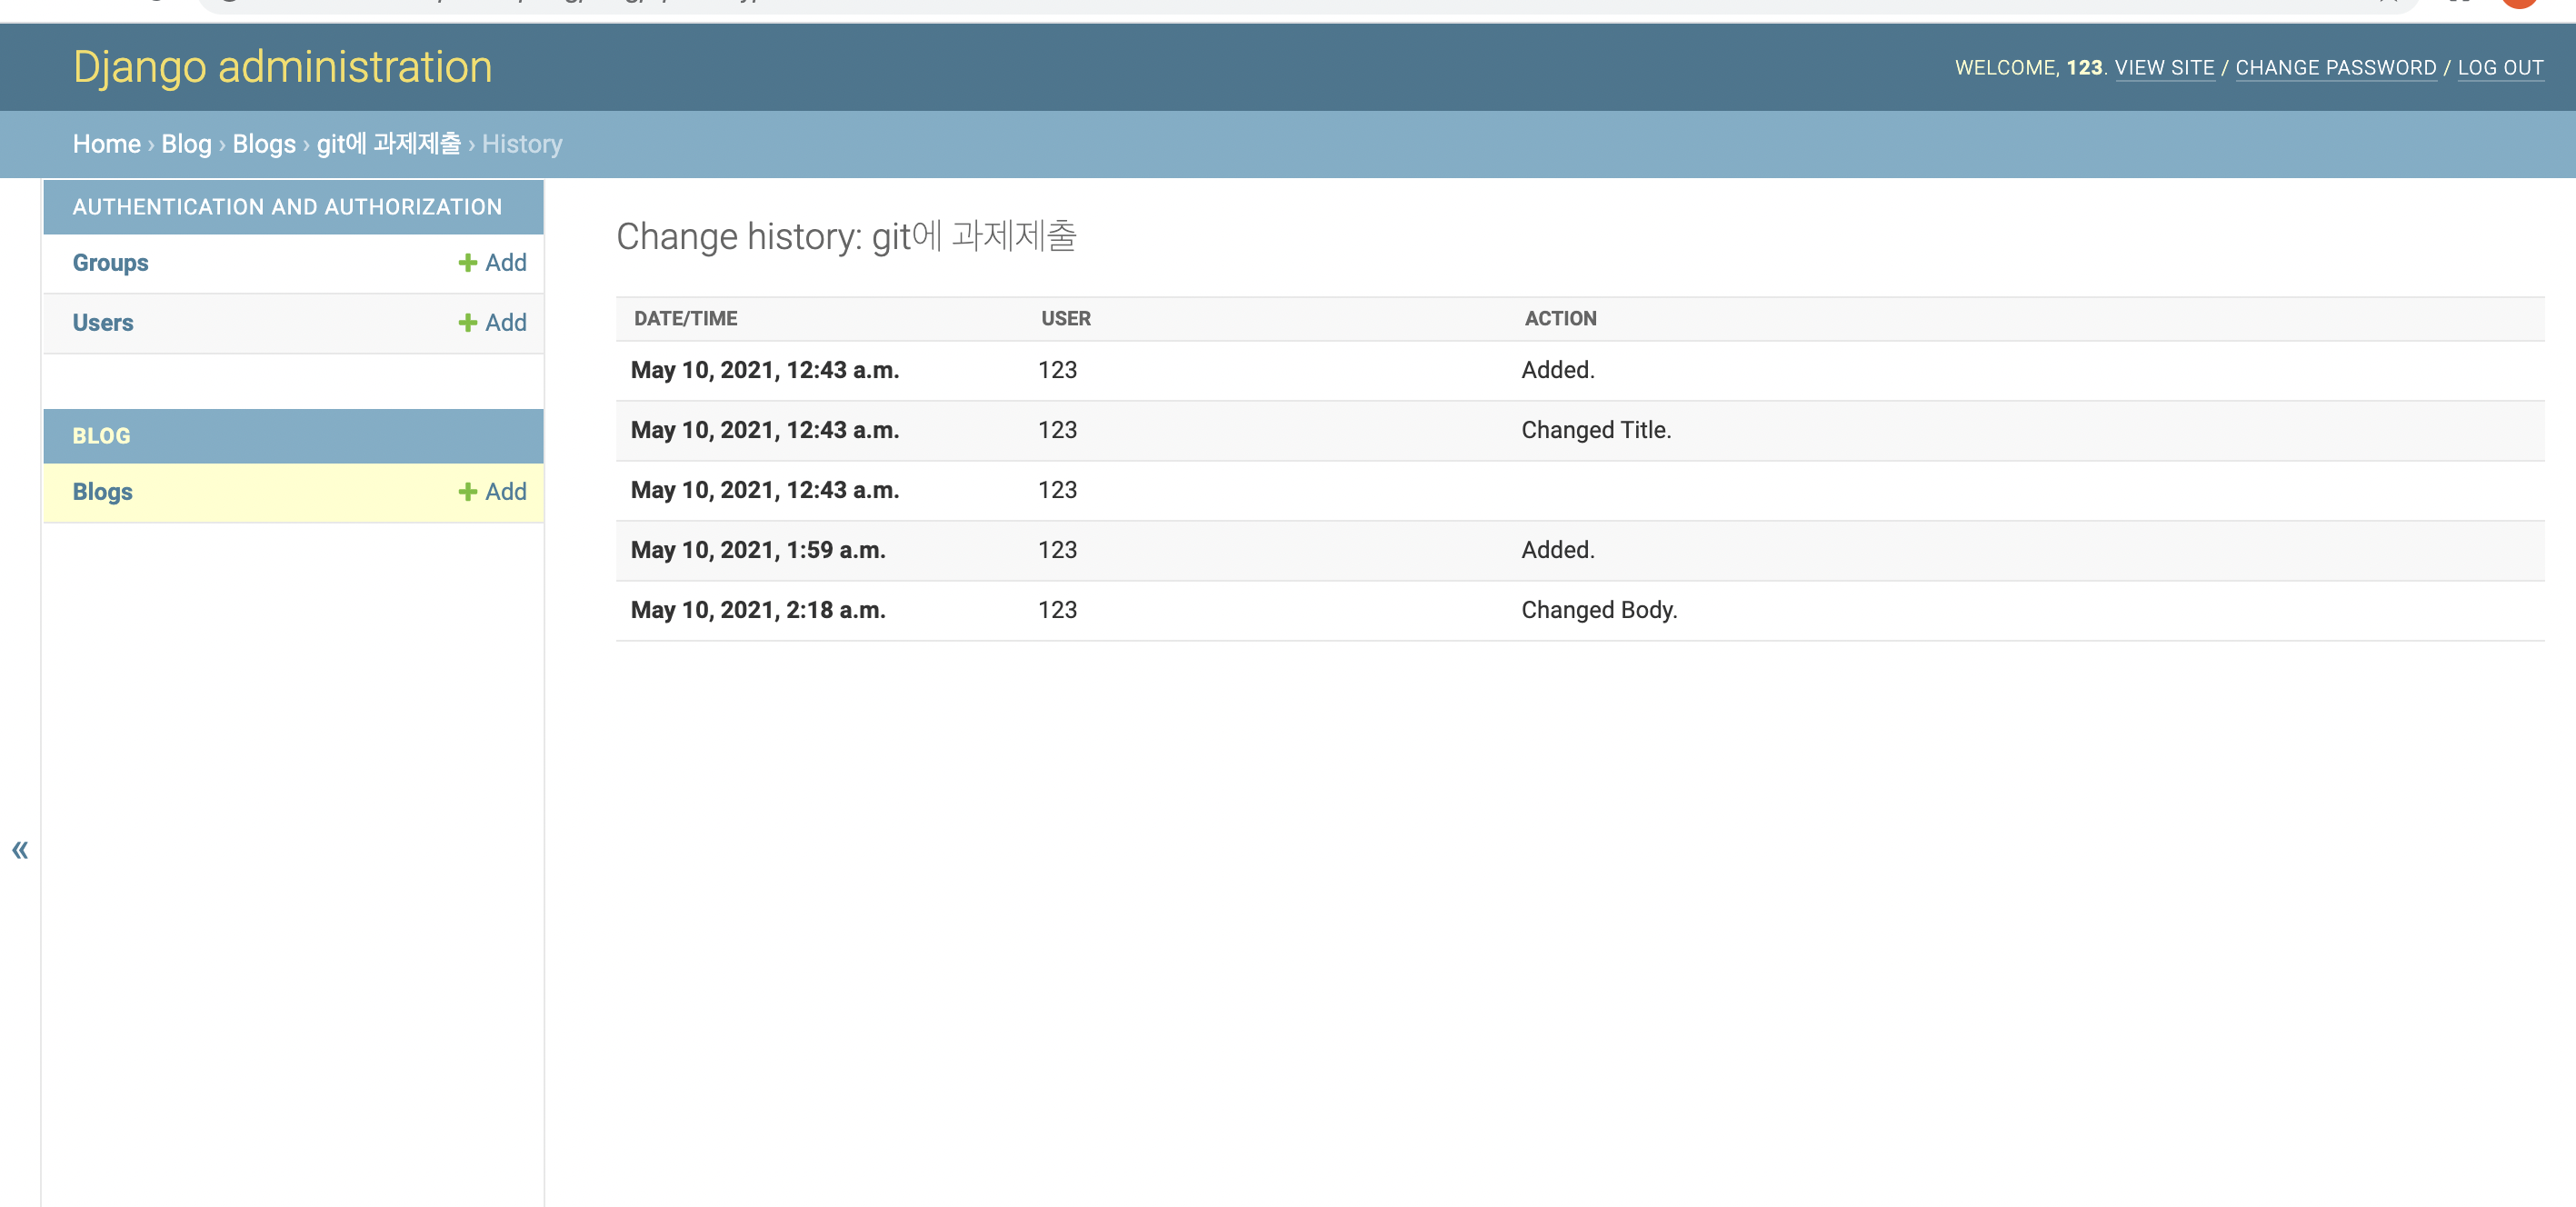 Django administration
WELCOME, 123. VIEW SITE / CHANGE PASSWORD / LOG OUT
Home › Blog › Blogs › git에 과제제출 › History
AUTHENTICATION AND AUTHORIZATION
Groups + Add
Users + Add
BLOG
Blogs + Add
«
Change history: git에 과제제출
DATE/TIME USER ACTION
May 10, 2021, 12:43 a.m. 123 Added.
May 10, 2021, 12:43 a.m. 123 Changed Title.
May 10, 2021, 12:43 a.m. 123
May 10, 2021, 1:59 a.m. 123 Added.
May 10, 2021, 2:18 a.m. 123 Changed Body.